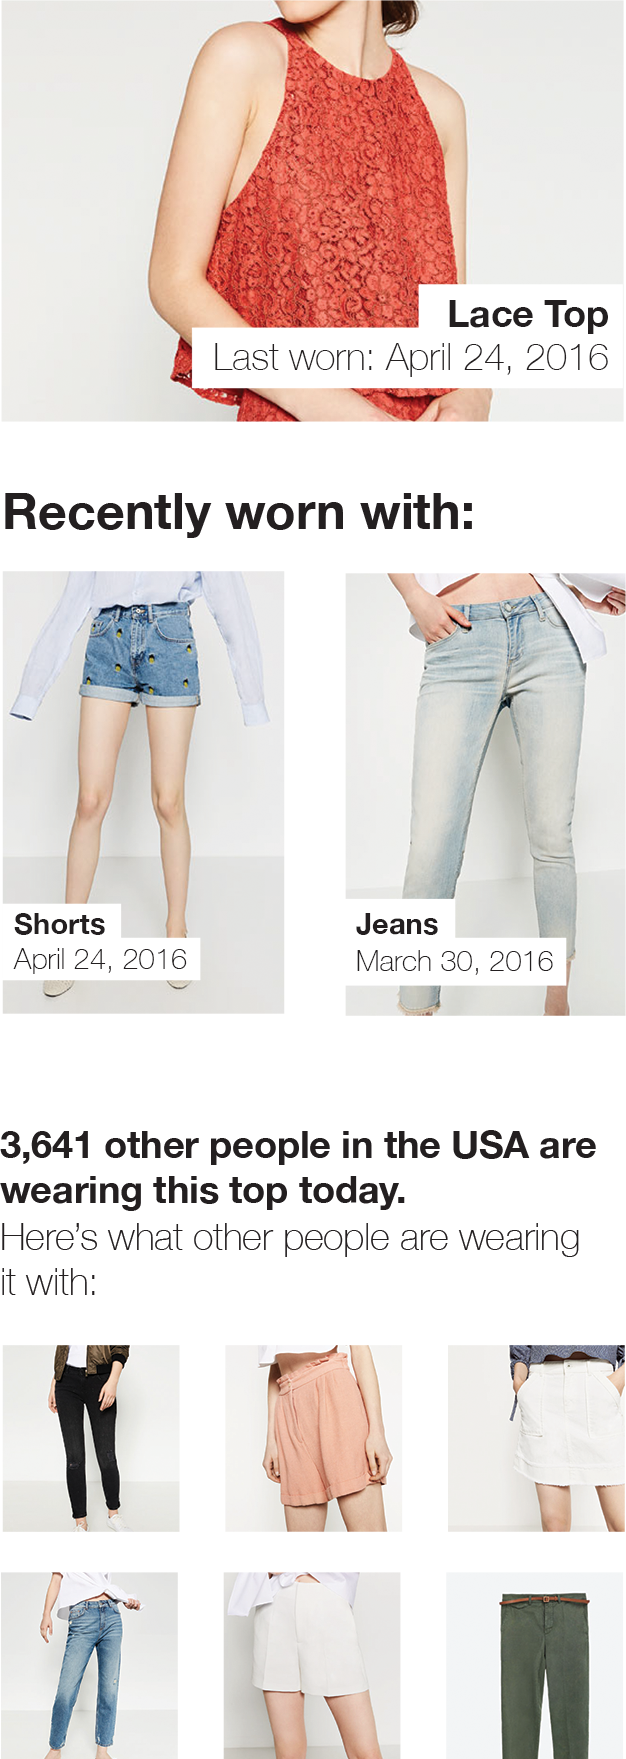 Lace Top
Last worn: April 24, 2016
Recently worn with:
Shorts
April 24, 2016
Jeans
March 30, 2016
3,641 other people in the USA are
wearing this top today.
Here’s what other people are wearing
it with: